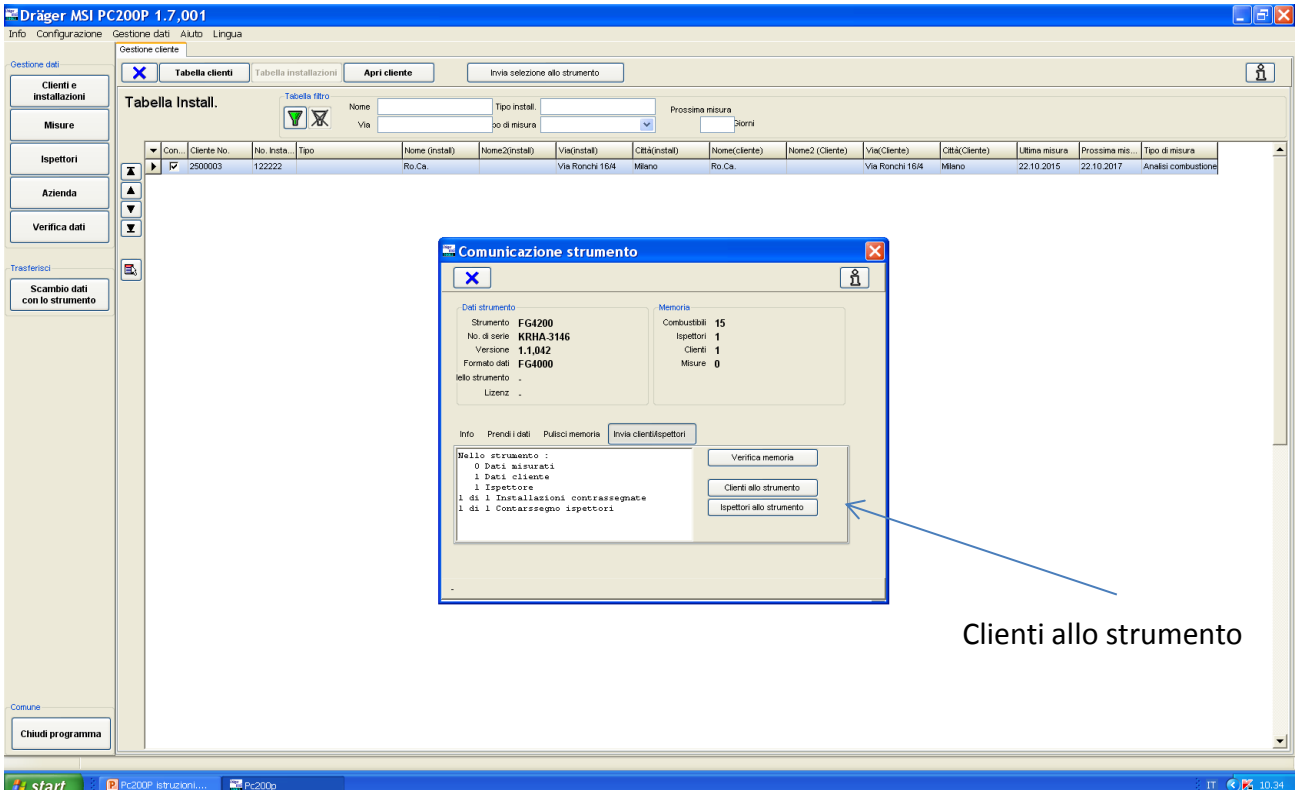 Dräger MSI PC200P 1.7,001
Info Configurazione Gestione dati Aiuto Lingua
Gestione cliente
Gestione dati
Clienti e
installazioni
Misure
Ispettori
Azienda
Verifica dati
Trasferisci
Scambio dati
con lo strumento
Comune
Chiudi programma
Tabella clienti Tabella installazioni Apri cliente Invia selezione allo strumento
Tabella Install.
Tabella filtro
Nome Tipo install. Prossima misura
Via po di misura Giorni
Con... Cliente No. No. Insta... Tipo Nome (install) Nome2(install) Via(install) Città(install) Nome(cliente) Nome2 (Cliente) Via(Cliente) Città(Cliente) Ultima misura Prossima mis... Tipo di misura
2500003 122222 Ro.Ca. Via Ronchi 16/4 Milano Ro.Ca. Via Ronchi 16/4 Milano 22.10.2015 22.10.2017 Analisi combustione
Comunicazione strumento
Dati strumento
Strumento FG4200
No. di serie KRHA-3146
Versione 1.1,042
Formato dati FG4000
lello strumento .
Lizenz .
Memoria
Combustibili 15
Ispettori 1
Clienti 1
Misure 0
Info Prendi i dati Pulisci memoria Invia clienti/ispettori
Nello strumento :
0 Dati misurati
1 Dati cliente
1 Ispettore
1 di 1 Installazioni contrassegnate
1 di 1 Contarssegno ispettori
Verifica memoria
Clienti allo strumento
Ispettori allo strumento
-
Clienti allo strumento
start Pc200P istruzioni.... Pc200p IT 10.34